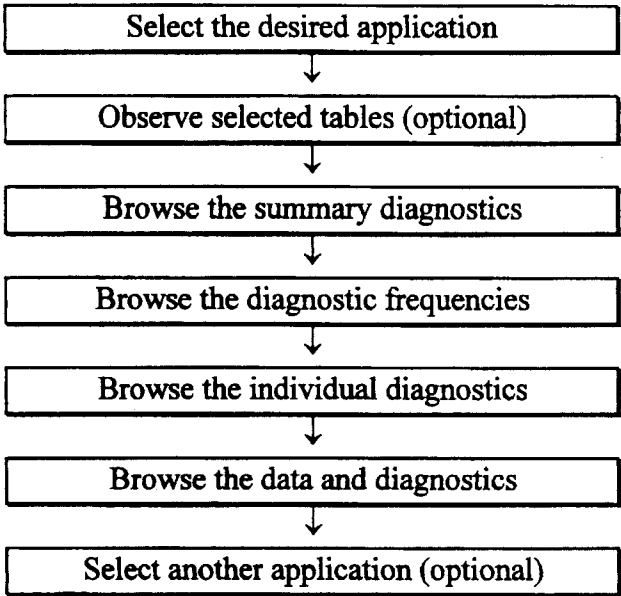 Select the desired application
Observe selected tables (optional)
Browse the summary diagnostics
Browse the diagnostic frequencies
Browse the individual diagnostics
Browse the data and diagnostics
Select another application (optional)